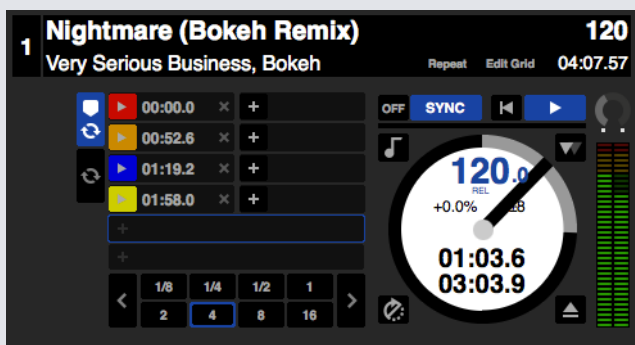 1
Nightmare (Bokeh Remix) 120
Very Serious Business, Bokeh Repeat Edit Grid 04:07.57
00:00.0 × +
OFF SYNC
00:52.6 × +
01:19.2 × +
01:58.0 × +
+
+
120.0
REL
+0.0%
01:03.6
03:03.9
1/8 1/4 1/2 1
2 4 8 16